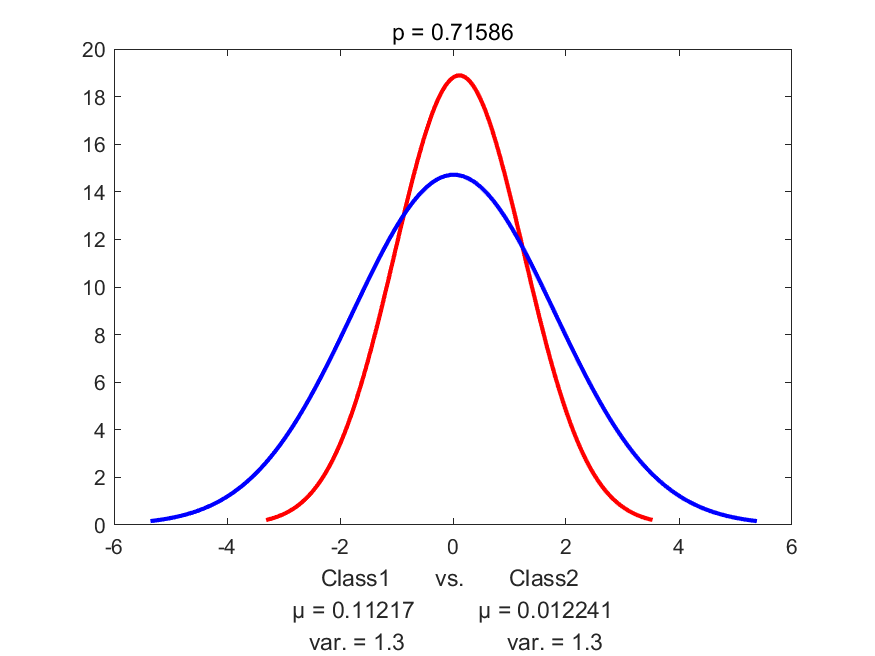 p = 0.71586
20
18
16
14
12
10
8
6
4
2
0
-6 -4 -2 0 2 4 6
Class1 vs. Class2
μ = 0.11217 μ = 0.012241
var. = 1.3 var. = 1.3